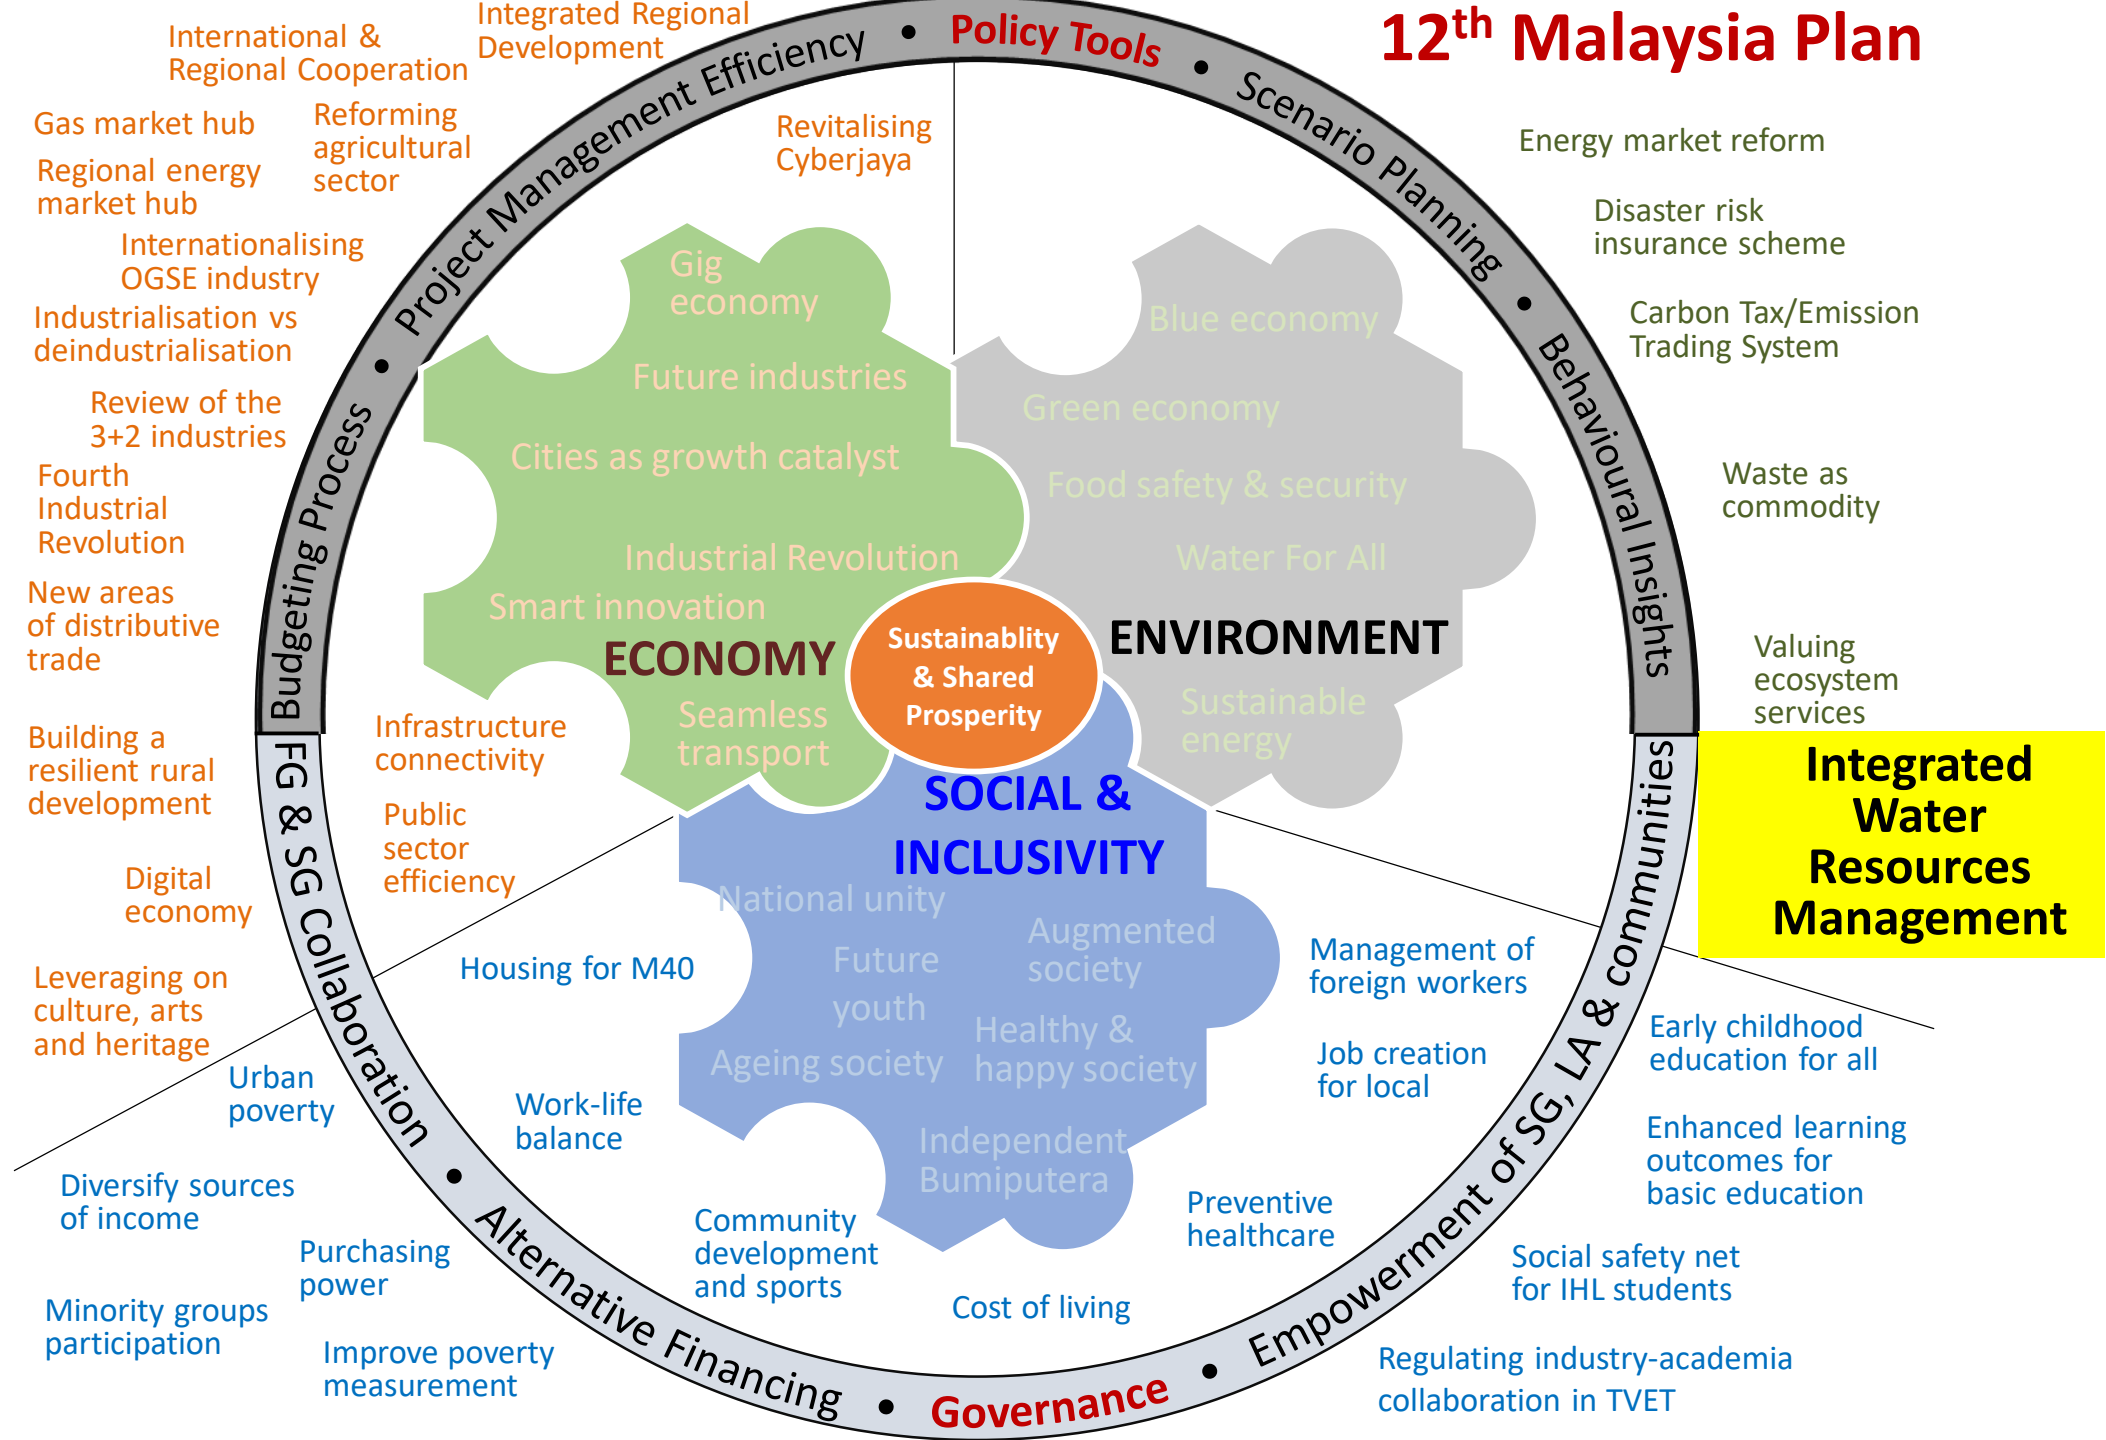 12th Malaysia Plan
Integrated Regional
Development
International &
Regional Cooperation
Gas market hub
Reforming
agricultural
sector
Regional energy
market hub
Internationalising
OGSE industry
Industrialisation vs
deindustrialisation
Review of the
3+2 industries
Fourth
Industrial
Revolution
New areas
of distributive
trade
Building a
resilient rural
development
Digital
economy
Leveraging on
culture, arts
and heritage
Budgeting Process • Project Management Efficiency • Policy Tools • Scenario Planning • Behavioural Insights
Revitalising
Cyberjaya
Infrastructure
connectivity
Public
sector
efficiency
Gig
economy
Future industries
Cities as growth catalyst
Industrial Revolution
Smart innovation
ECONOMY
Seamless
transport
Sustainablity
& Shared
Prosperity
Blue economy
Green economy
Food safety & security
Water For All
ENVIRONMENT
Sustainable
energy
Energy market reform
Disaster risk
insurance scheme
Carbon Tax/Emission
Trading System
Waste as
commodity
Valuing
ecosystem
services
Integrated
Water
Resources
Management
SOCIAL &
INCLUSIVITY
National unity
Augmented
society
Future
youth
Healthy &
happy society
Ageing society
Independent
Bumiputera
Housing for M40
Work-life
balance
Community
development
and sports
Cost of living
Preventive
healthcare
Job creation
for local
Management of
foreign workers
FG & SG Collaboration • Alternative Financing • Governance • Empowerment of SG, LA & communities
Urban
poverty
Diversify sources
of income
Purchasing
power
Minority groups
participation
Improve poverty
measurement
Early childhood
education for all
Enhanced learning
outcomes for
basic education
Social safety net
for IHL students
Regulating industry-academia
collaboration in TVET